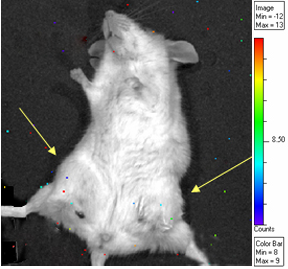 Image
Min = -12
Max = 13
8.50
Counts
Color Bar
Min = 8
Max = 9